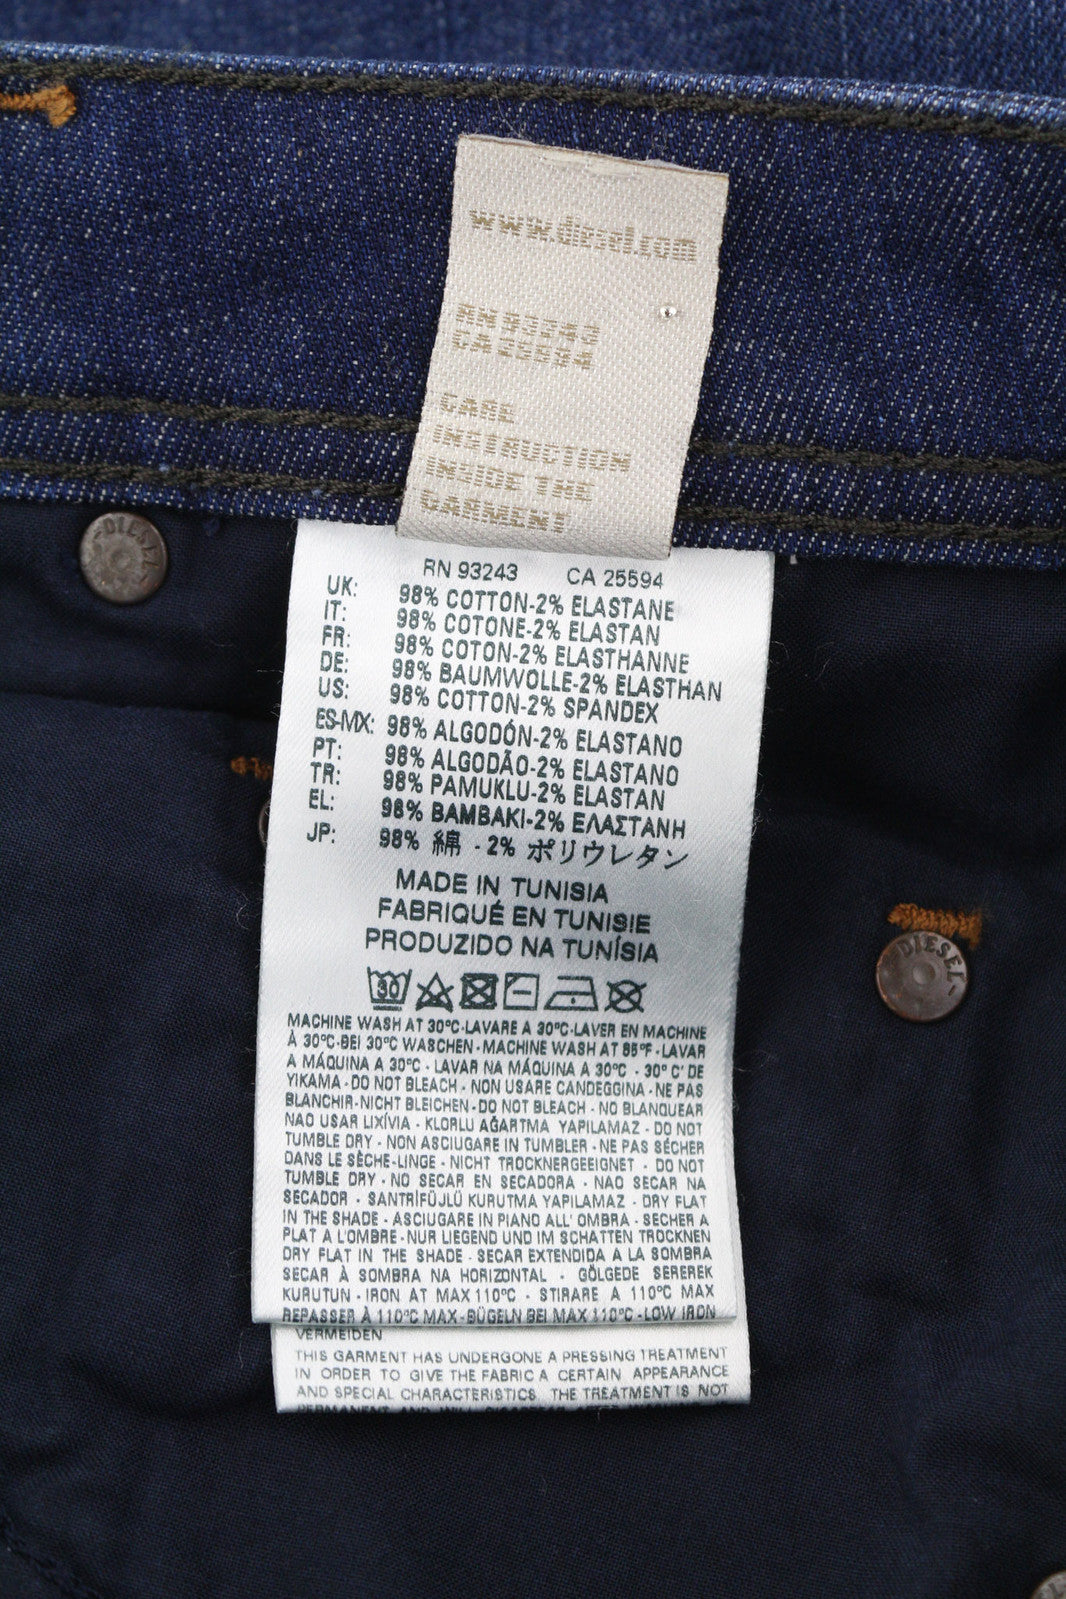 www.diesel.com
RN 93243
CA 25594
CARE
INSTRUCTION
INSIDE THE
GARMENT
DIESEL
RN 93243 CA 25594
UK: 98% COTTON-2% ELASTANE
IT: 98% COTONE-2% ELASTAN
FR: 98% COTON-2% ELASTHANNE
DE: 98% BAUMWOLLE-2% ELASTHAN
US: 98% COTTON-2% SPANDEX
ES-MX: 98% ALGODÓN-2% ELASTANO
PT: 98% ALGODÃO-2% ELASTANO
TR: 98% PAMUKLU-2% ELASTAN
EL: 98% BAMBAKI-2% ΕΛΑΣΤΑΝΗ
JP: 98% 綿 - 2% ポリウレタン
MADE IN TUNISIA
FABRIQUÉ EN TUNISIE
PRODUZIDO NA TUNÍSIA
DIESEL
30
MACHINE WASH AT 30°C-LAVARE A 30°C-LAVER EN MACHINE
À 30°C-BEI 30°C WASCHEN - MACHINE WASH AT 85°F - LAVAR
A MÁQUINA A 30°C - LAVAR NA MÁQUINA A 30°C - 30° C' DE
YIKAMA - DO NOT BLEACH - NON USARE CANDEGGINA - NE PAS
BLANCHIR-NICHT BLEICHEN - DO NOT BLEACH - NO BLANQUEAR
NAO USAR LIXÍVIA - KLORLU AĞARTMA YAPILAMAZ - DO NOT
TUMBLE DRY - NON ASCIUGARE IN TUMBLER - NE PAS SÉCHER
DANS LE SÈCHE-LINGE - NICHT TROCKNERGEEIGNET - DO NOT
TUMBLE DRY - NO SECAR EN SECADORA - NAO SECAR NA
SECADOR - SANTRİFÜJLÜ KURUTMA YAPILAMAZ - DRY FLAT
IN THE SHADE - ASCIUGARE IN PIANO ALL' OMBRA - SECHER A
PLAT A L'OMBRE - NUR LIEGEND UND IM SCHATTEN TROCKNEN
DRY FLAT IN THE SHADE - SECAR EXTENDIDA A LA SOMBRA
SECAR À SOMBRA NA HORIZONTAL - GÖLGEDE SEREREK
KURUTUN - IRON AT MAX 110°C - STIRARE A 110°C MAX
REPASSER À 110°C MAX - BÜGELN BEI MAX 110°C - LOW IRON
VERMEIDEN
THIS GARMENT HAS UNDERGONE A PRESSING TREATMENT
IN ORDER TO GIVE THE FABRIC A CERTAIN APPEARANCE
AND SPECIAL CHARACTERISTICS. THE TREATMENT IS NOT
PERMANENT AND WILL